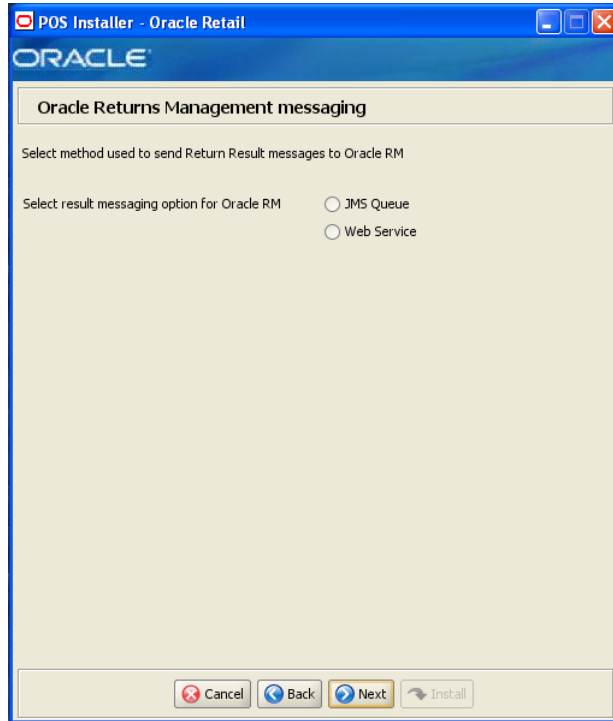 POS Installer - Oracle Retail
ORACLE
Oracle Returns Management messaging
Select method used to send Return Result messages to Oracle RM
Select result messaging option for Oracle RM
JMS Queue
Web Service
Cancel
Back
Next
Install